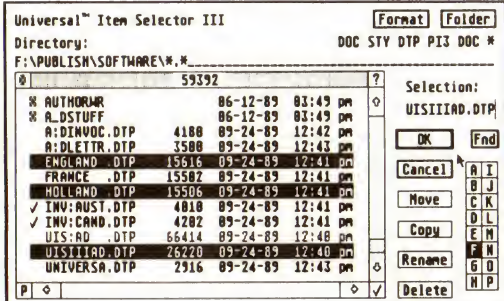 Universal™ Item Selector III
Format Folder
Directory:
DOC STY DTP PI3 DOC *
F:\PUBLISH\SOFTWARE\*.*
59392 ?
AUTHORWR 06-12-89 03:49 pm
A_DSTUFF 06-12-89 03:49 pm
A:DINVOC.DTP 4180 09-24-89 12:42 pm
A:DLETTR.DTP 3500 09-24-89 12:43 pm
ENGLAND .DTP 15616 09-24-89 12:41 pm
FRANCE .DTP 15502 09-24-89 12:41 pm
HOLLAND .DTP 15506 09-24-89 12:41 pm
✓ INV:AUST.DTP 4010 09-24-89 12:41 pm
✓ INV:CAND.DTP 4202 09-24-89 12:41 pm
UIS:AD .DTP 66414 09-24-89 12:40 pm
UISIIIAD.DTP 26220 09-24-89 12:40 pm
UNIVERSA.DTP 2916 09-24-89 12:43 pm
P ✓
Selection:
UISIIIAD.DTP
OK Fnd
Cancel
Move
Copy
Rename
Delete
A I
B J
C K
D L
E M
F N
G O
H P